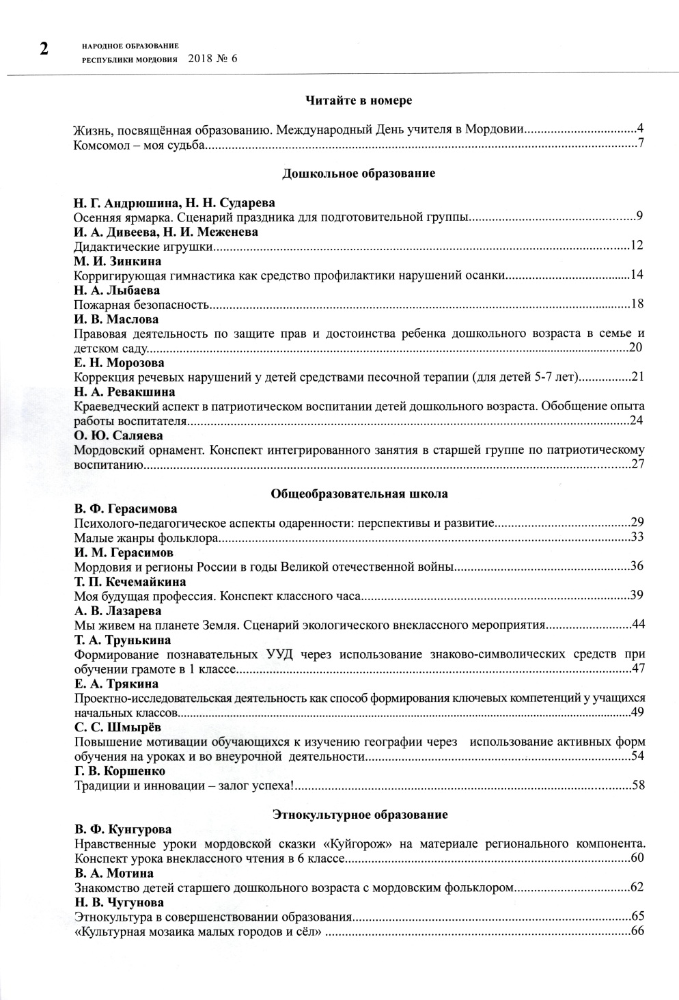 2
НАРОДНОЕ ОБРАЗОВАНИЕ
РЕСПУБЛИКИ МОРДОВИЯ 2018 № 6
Читайте в номере
Жизнь, посвящённая образованию. Международный День учителя в Мордовии.................................4
Комсомол – моя судьба.................................7
Дошкольное образование
Н. Г. Андрюшина, Н. Н. Сударева
Осенняя ярмарка. Сценарий праздника для подготовительной группы.................................9
И. А. Дивеева, Н. И. Меженева
Дидактические игрушки.................................12
М. И. Зинкина
Корригирующая гимнастика как средство профилактики нарушений осанки.................................14
Н. А. Лыбаева
Пожарная безопасность.................................18
И. В. Маслова
Правовая деятельность по защите прав и достоинства ребенка дошкольного возраста в семье и
детском саду.................................20
Е. Н. Морозова
Коррекция речевых нарушений у детей средствами песочной терапии (для детей 5-7 лет)................21
Н. А. Ревакшина
Краеведческий аспект в патриотическом воспитании детей дошкольного возраста. Обобщение опыта
работы воспитателя.................................24
О. Ю. Саляева
Мордовский орнамент. Конспект интегрированного занятия в старшей группе по патриотическому
воспитанию.................................27
Общеобразовательная школа
В. Ф. Герасимова
Психолого-педагогическое аспекты одаренности: перспективы и развитие.................................29
Малые жанры фольклора.................................33
И. М. Герасимов
Мордовия и регионы России в годы Великой отечественной войны.................................36
Т. П. Кечемайкина
Моя будущая профессия. Конспект классного часа.................................39
А. В. Лазарева
Мы живем на планете Земля. Сценарий экологического внеклассного мероприятия..........................44
Т. А. Трунькина
Формирование познавательных УУД через использование знаково-символических средств при
обучении грамоте в 1 классе.................................47
Е. А. Трякина
Проектно-исследовательская деятельность как способ формирования ключевых компетенций у учащихся
начальных классов.................................49
С. С. Шмырёв
Повышение мотивации обучающихся к изучению географии через использование активных форм
обучения на уроках и во внеурочной деятельности.................................54
Г. В. Коршенко
Традиции и инновации – залог успеха!.................................58
Этнокультурное образование
В. Ф. Кунгурова
Нравственные уроки мордовской сказки «Куйгорож» на материале регионального компонента.
Конспект урока внеклассного чтения в 6 классе.................................60
В. А. Мотина
Знакомство детей старшего дошкольного возраста с мордовским фольклором.................................62
Н. В. Чугунова
Этнокультура в совершенствовании образования.................................65
«Культурная мозаика малых городов и сёл» .................................66